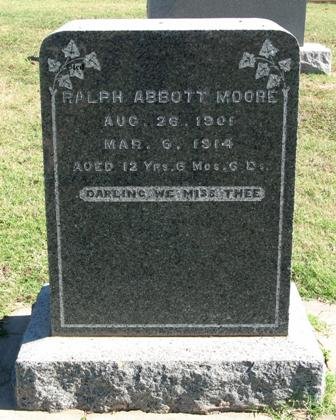 RALPH ABBOTT MOORE
AUG. 26, 1901
MAR. 6, 1914
AGED 12 YRS. 6 MOS. 6 DS.
DARLING WE MISS THEE